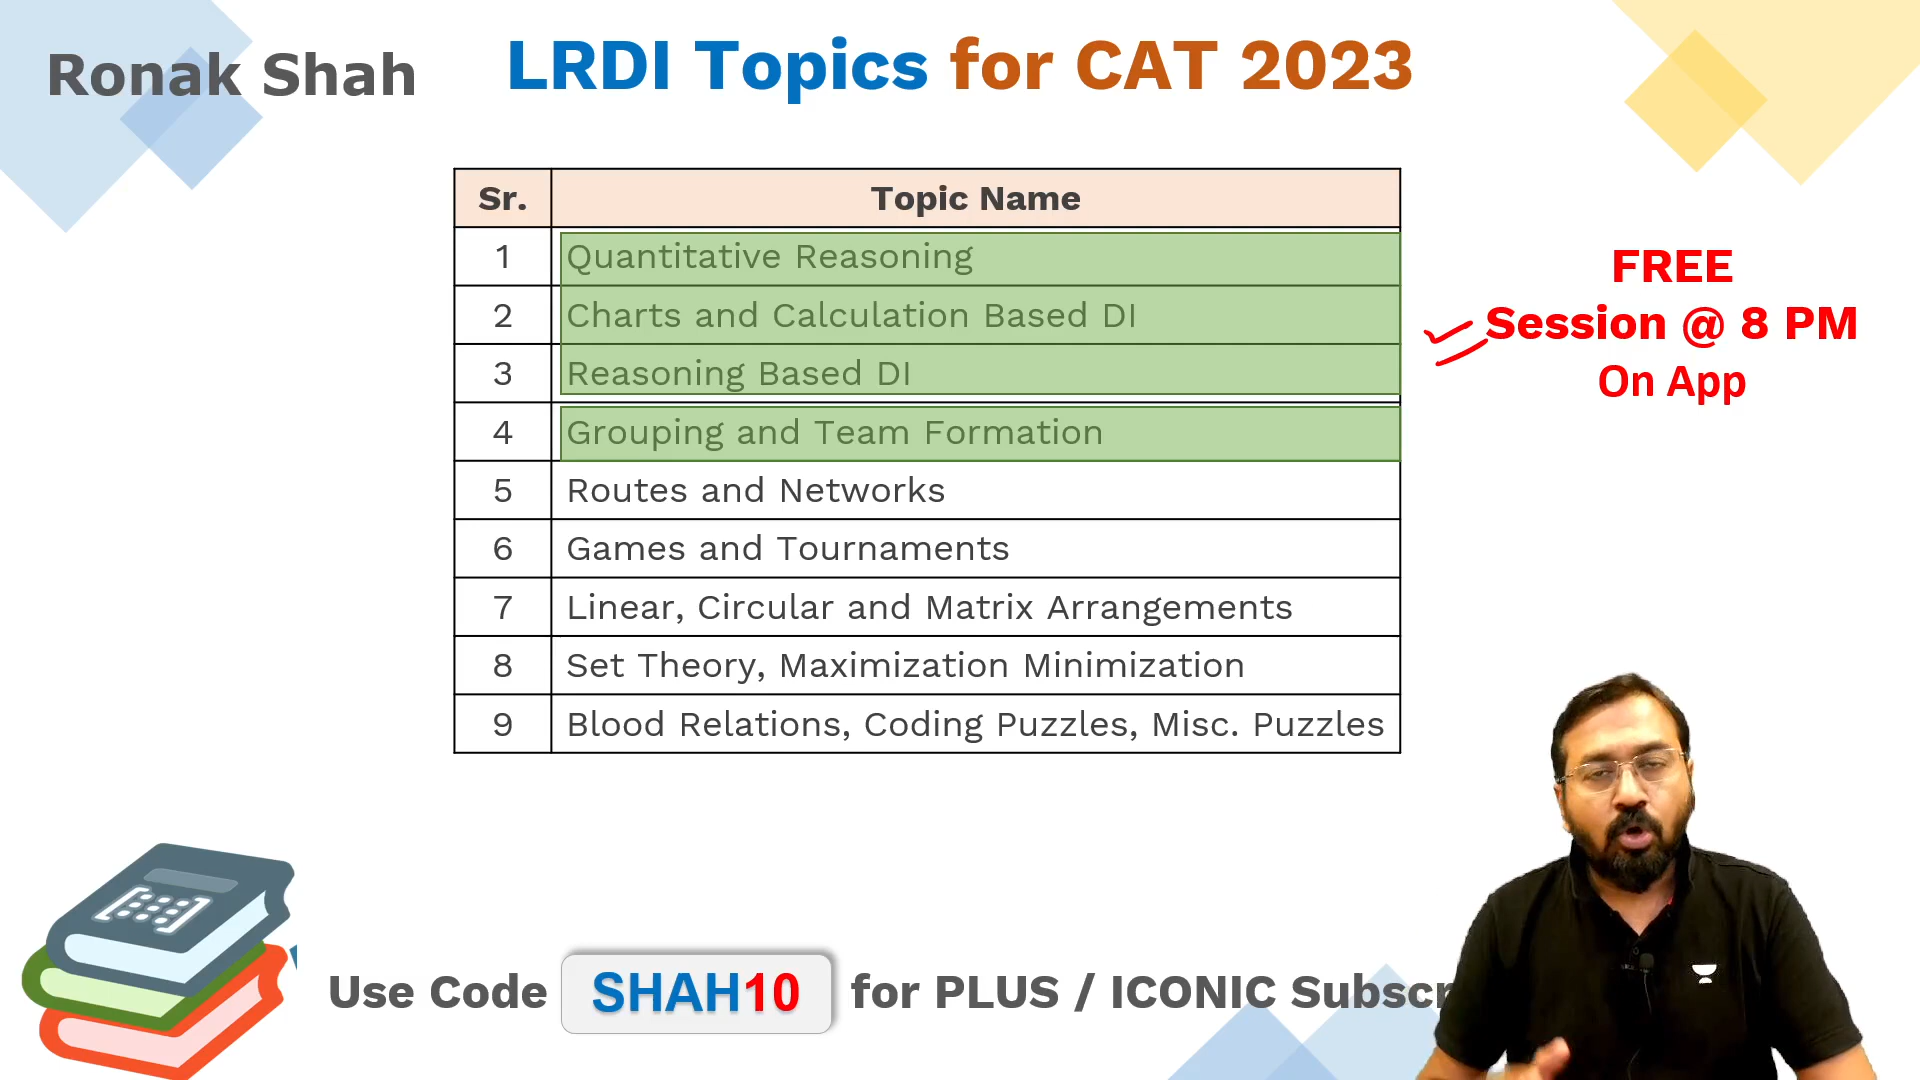 Ronak Shah
LRDI Topics for CAT 2023
Sr. Topic Name
1 Quantitative Reasoning
2 Charts and Calculation Based DI
3 Reasoning Based DI
4 Grouping and Team Formation
5 Routes and Networks
6 Games and Tournaments
7 Linear, Circular and Matrix Arrangements
8 Set Theory, Maximization Minimization
9 Blood Relations, Coding Puzzles, Misc. Puzzles
FREE
Session @ 8 PM
On App
Use Code SHAH10 for PLUS / ICONIC